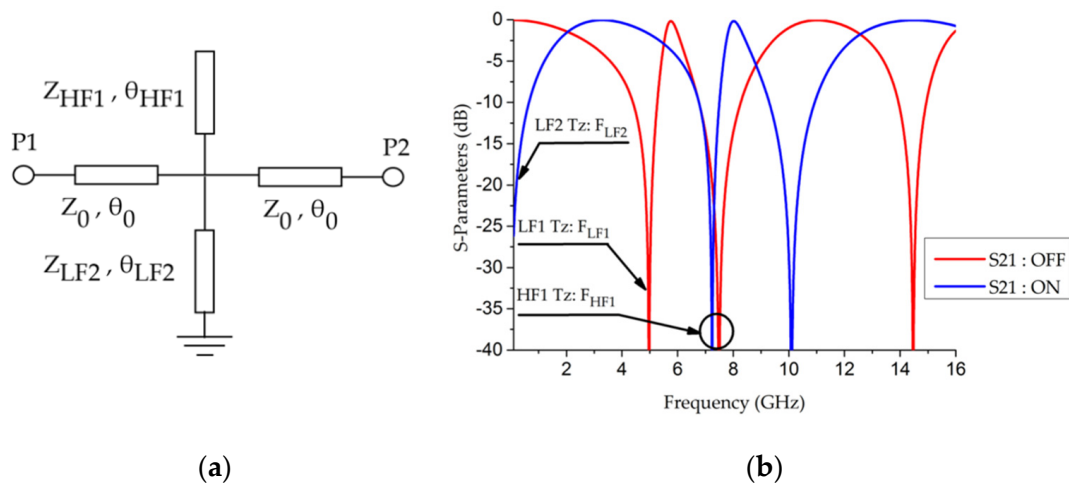 Z_HF1 , θ_HF1
P1
P2
Z_0 , θ_0
Z_0 , θ_0
Z_LF2 , θ_LF2
(a)
S-Parameters (dB)
0
-5
-10
-15
-20
-25
-30
-35
-40
LF2 Tz: F_LF2
LF1 Tz: F_LF1
HF1 Tz: F_HF1
2
4
6
8
10
12
14
16
Frequency (GHz)
S21 : OFF
S21 : ON
(b)